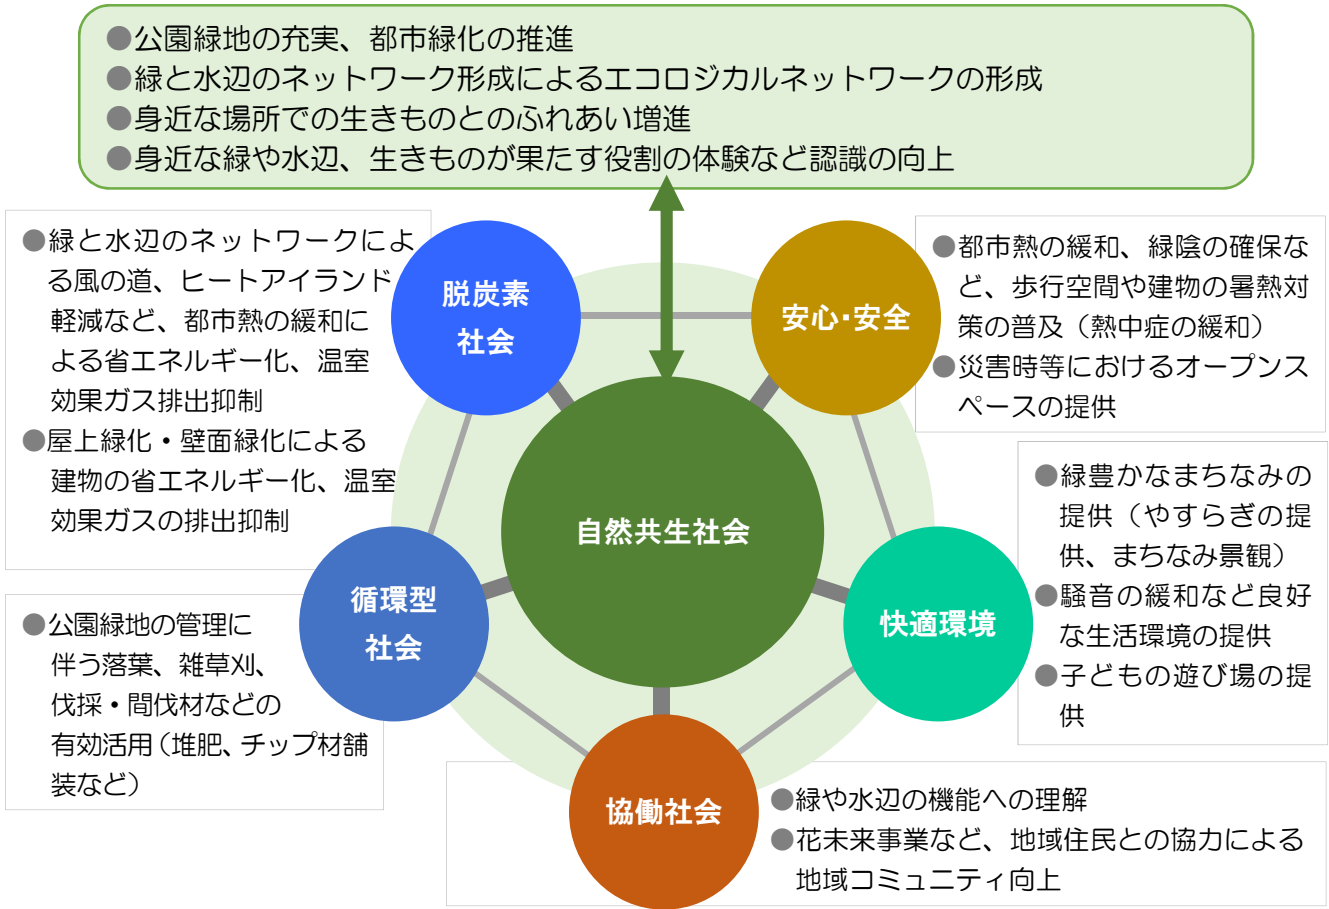 ●公園緑地の充実、都市緑化の推進
●緑と水辺のネットワーク形成によるエコロジカルネットワークの形成
●身近な場所での生きものとのふれあい増進
●身近な緑や水辺、生きものが果たす役割の体験など認識の向上
●緑と水辺のネットワークによ
る風の道、ヒートアイランド
軽減など、都市熱の緩和に
よる省エネルギー化、温室
効果ガス排出抑制
●屋上緑化・壁面緑化による
建物の省エネルギー化、温室
効果ガスの排出抑制
脱炭素
社会
安心・安全
●都市熱の緩和、緑陰の確保な
ど、歩行空間や建物の暑熱対
策の普及（熱中症の緩和）
●災害時等におけるオープンス
ペースの提供
自然共生社会
循環型
社会
●公園緑地の管理に
伴う落葉、雑草刈、
伐採・間伐材などの
有効活用（堆肥、チップ材舗
装など）
快適環境
●緑豊かなまちなみの
提供（やすらぎの提
供、まちなみ景観）
●騒音の緩和など良好
な生活環境の提供
●子どもの遊び場の提
供
協働社会
●緑や水辺の機能への理解
●花未来事業など、地域住民との協力による
地域コミュニティ向上